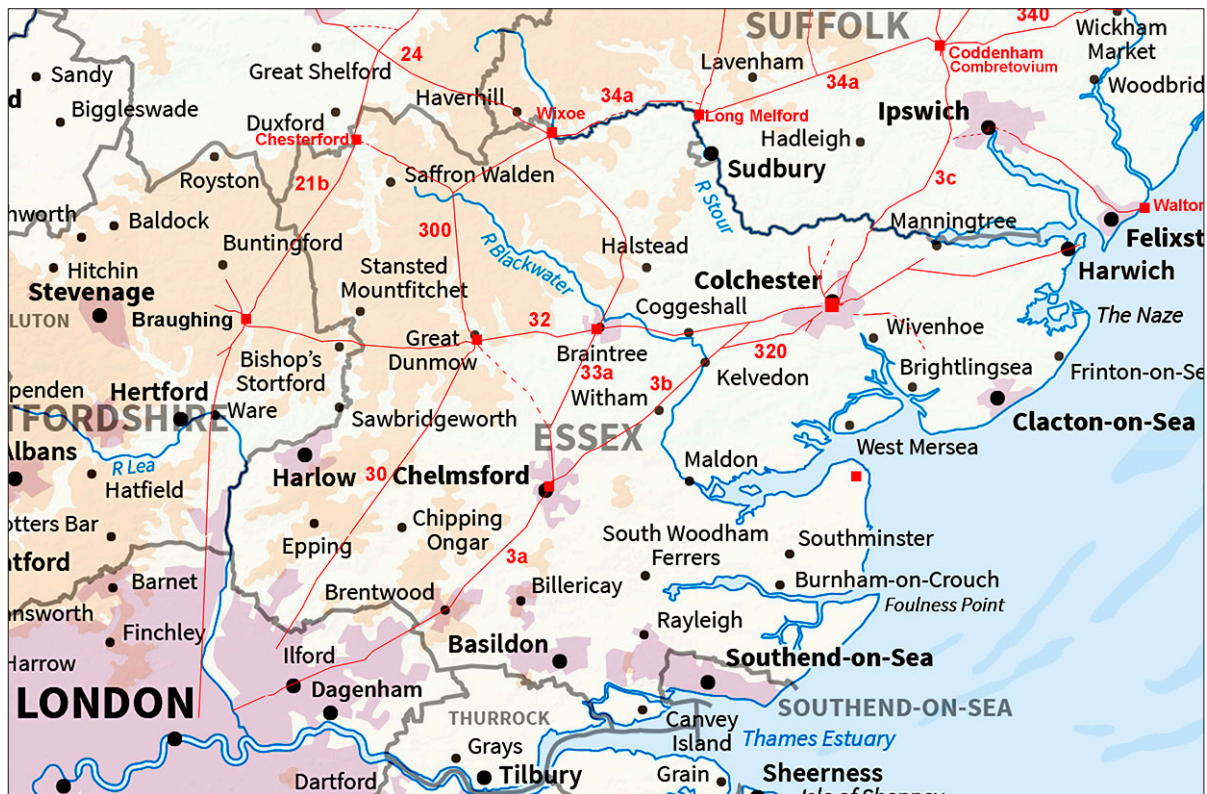 SUFFOLK
340
Wickham
Market
24
Sandy
Great Shelford
Lavenham
Coddenham
Combretovium
Woodbrid
d
Biggleswade
Haverhill
34a
34a
Duxford
Chesterford
Wixoe
Long Melford
Ipswich
Hadleigh
Royston
21b
Saffron Walden
Sudbury
3c
R Stour
Walton
nworth
Baldock
300
Manningtree
Buntingford
R Blackwater
Halstead
Felixst
Hitchin
Stansted
Mountfitchet
Colchester
Harwich
Stevenage
LUTON
Braughing
32
Coggeshall
The Naze
Great
Dunmow
Braintree
320
Wivenhoe
Bishop's
Stortford
33a
3b
Kelvedon
Brightlingsea
Frinton-on-Se
penden
Hertford
Witham
TFORDSHIRE
Ware
Sawbridgeworth
ESSEX
Clacton-on-Sea
Albans
R Lea
Hatfield
Harlow
30
Chelmsford
Maldon
West Mersea
otters Bar
Epping
Chipping
Ongar
South Woodham
Ferrers
Southminster
atford
3a
Barnet
Brentwood
Billericay
Burnham-on-Crouch
Foulness Point
nsworth
Finchley
Rayleigh
Harrow
Ilford
Basildon
Southend-on-Sea
LONDON
Dagenham
THURROCK
Canvey
Island
SOUTHEND-ON-SEA
Thames Estuary
Grays
Dartford
Tilbury
Grain
Sheerness
Isle of Sheppey